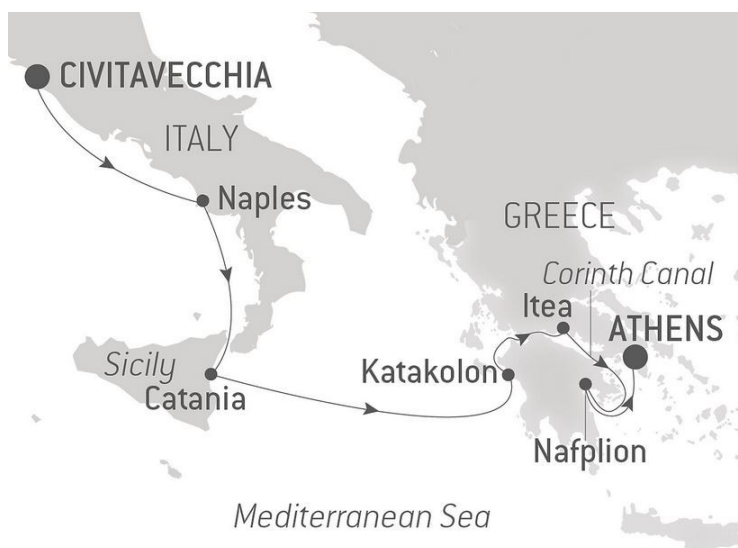 CIVITAVECCHIA
ITALY
Naples
GREECE
Corinth Canal
Itea
ATHENS
Sicily
Katakolon
Catania
Nafplion
Mediterranean Sea